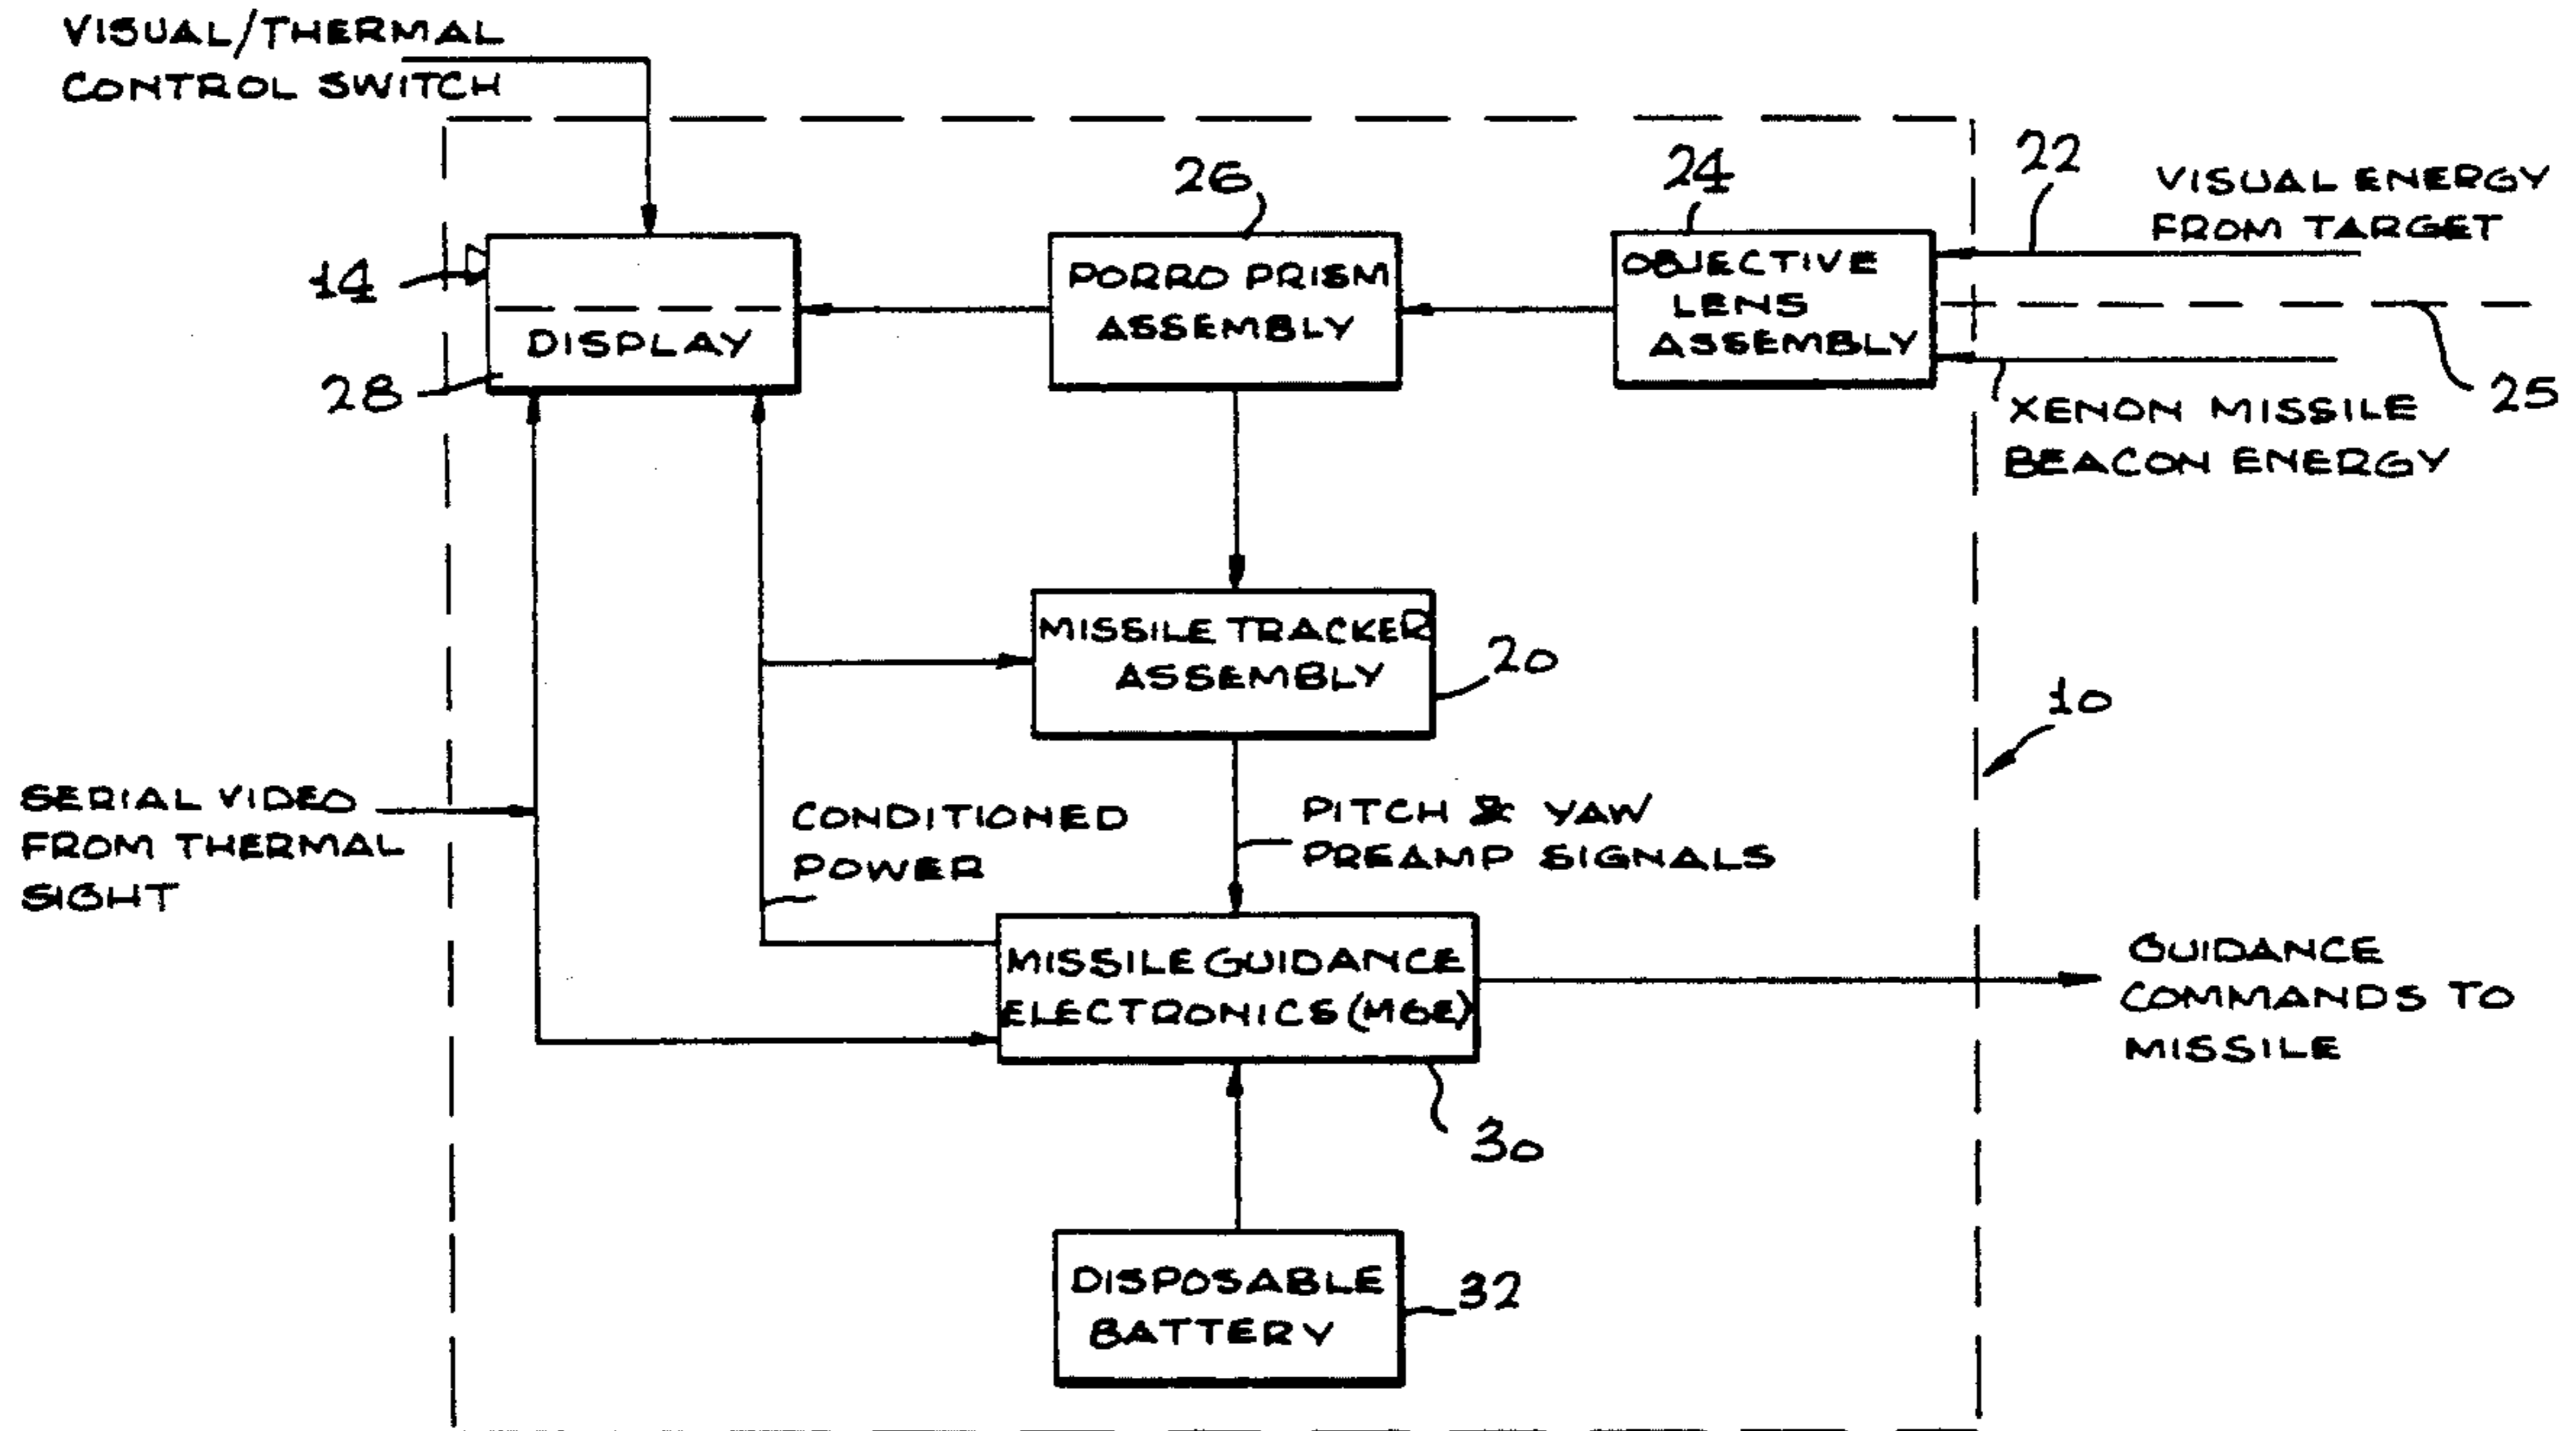 VISUAL/THERMAL
CONTROL SWITCH
26
24
22
VISUAL ENERGY
FROM TARGET
14
DISPLAY
28
PORRO PRISM
ASSEMBLY
OBJECTIVE
LENS
ASSEMBLY
25
XENON MISSILE
BEACON ENERGY
MISSILE TRACKER
ASSEMBLY
20
10
SERIAL VIDEO
FROM THERMAL
SIGHT
CONDITIONED
POWER
PITCH & YAW
PREAMP SIGNALS
MISSILE GUIDANCE
ELECTRONICS (MGE)
30
GUIDANCE
COMMANDS TO
MISSILE
DISPOSABLE
BATTERY
32